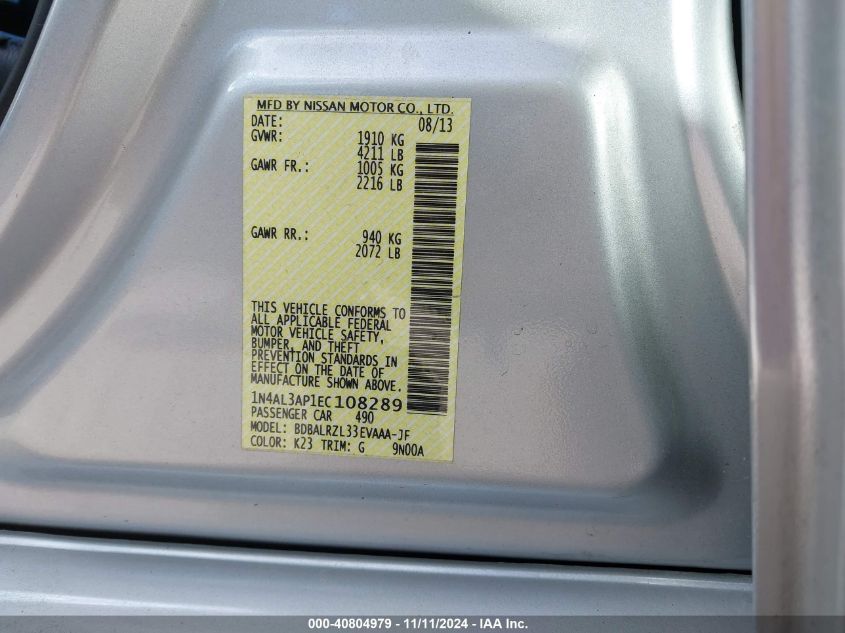 MFD BY NISSAN MOTOR CO., LTD.
DATE: 08/13
GVWR: 1910 KG
4211 LB
GAWR FR.: 1005 KG
2216 LB
GAWR RR.: 940 KG
2072 LB
THIS VEHICLE CONFORMS TO
ALL APPLICABLE FEDERAL
MOTOR VEHICLE SAFETY,
BUMPER, AND THEFT
PREVENTION STANDARDS IN
EFFECT ON THE DATE OF
MANUFACTURE SHOWN ABOVE.
1N4AL3AP1EC108289
PASSENGER CAR 490
MODEL: BDBALRZL33EVAAA-JF
COLOR: K23 TRIM: G 9N00A
000-40804979 - 11/11/2024 - IAA Inc.